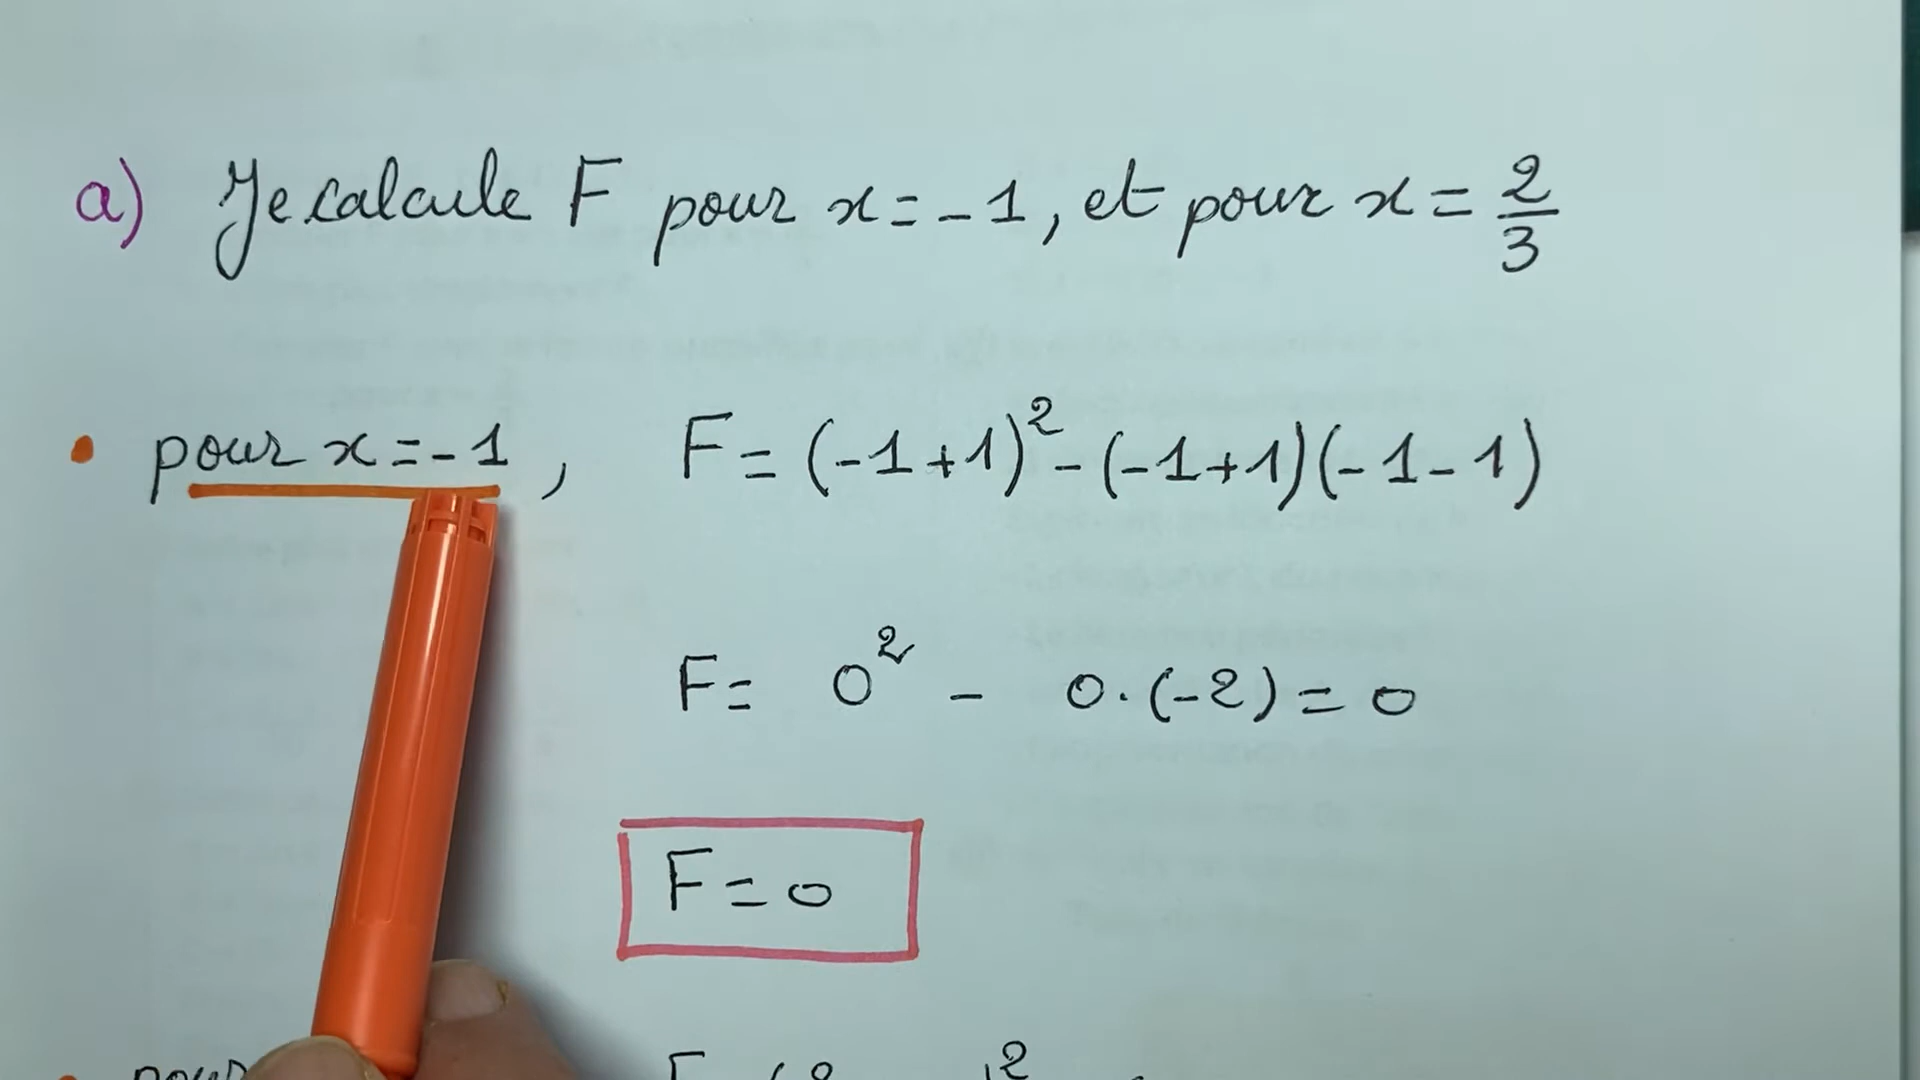 a) Je calcule F pour x = -1, et pour x = 2/3
• pour x = -1, F = (-1+1)² - (-1+1)(-1-1)
F = 0² - 0·(-2) = 0
F = 0
pour